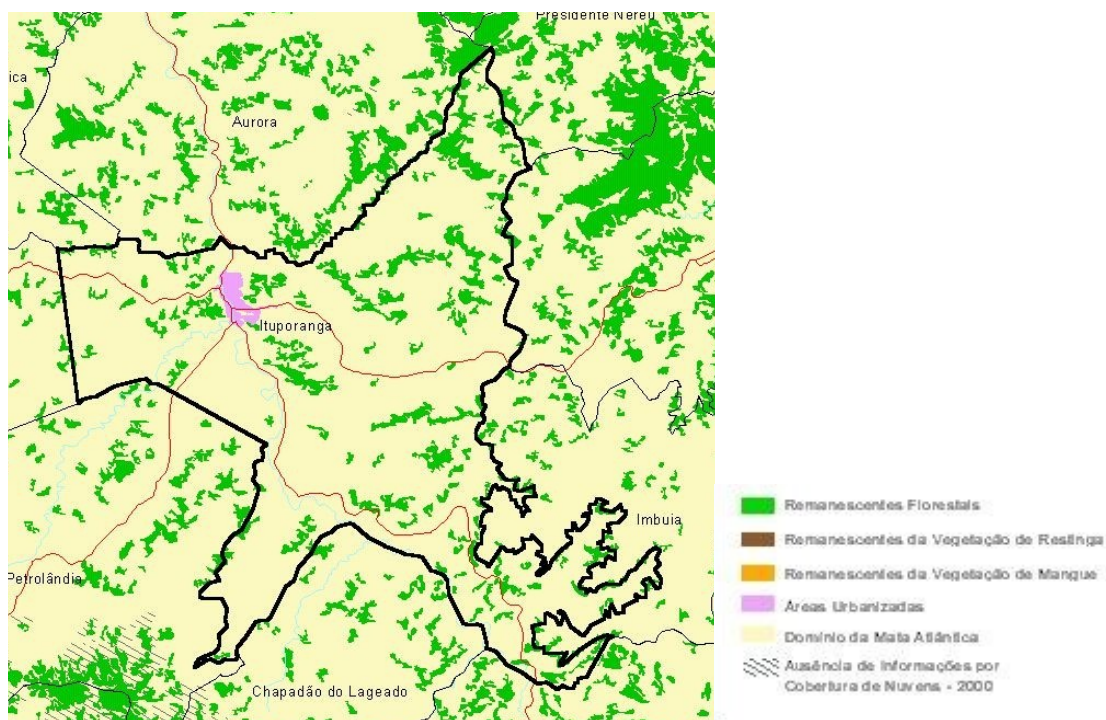 Presidente Nereu
ica
Aurora
Ituporanga
Imbuia
Petrolândia
Chapadão do Lageado
Remanescentes Florestais
Remanescentes da Vegetação de Restinga
Remanescentes da Vegetação de Mangue
Áreas Urbanizadas
Domínio da Mata Atlântica
Ausência de Informações por
Cobertura de Nuvens - 2000